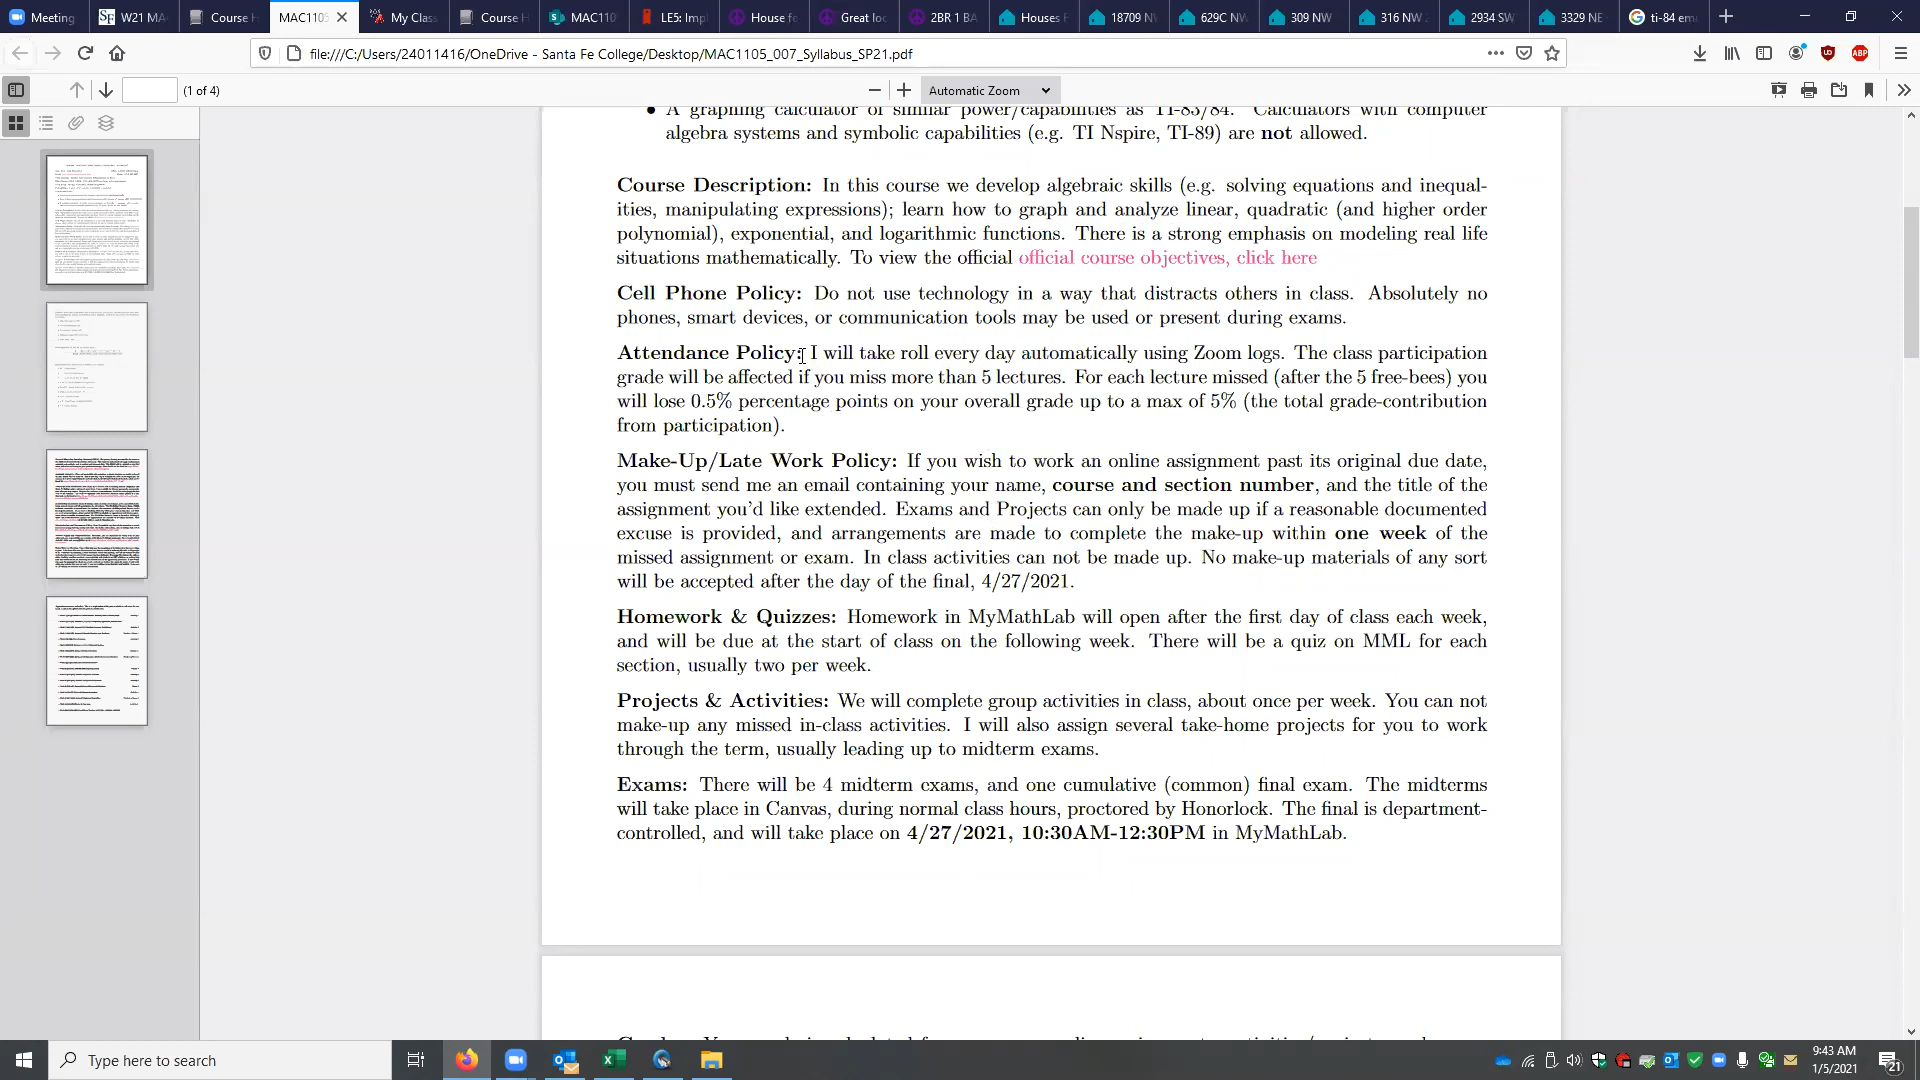 Meeting
W21 MA
Course H
MAC1105
My Class
Course H
MAC110
LE5: Imp
House fo
Great loc
2BR 1 BA
Houses F
18709 NW
629C NW
309 NW
316 NW
2934 SW
3329 NE
ti-84 emu
file:///C:/Users/24011416/OneDrive - Santa Fe College/Desktop/MAC1105_007_Syllabus_SP21.pdf
(1 of 4)
Automatic Zoom
• A graphing calculator of similar power/capabilities as TI-83/84. Calculators with computer
algebra systems and symbolic capabilities (e.g. TI Nspire, TI-89) are not allowed.
Course Description: In this course we develop algebraic skills (e.g. solving equations and inequal-
ities, manipulating expressions); learn how to graph and analyze linear, quadratic (and higher order
polynomial), exponential, and logarithmic functions. There is a strong emphasis on modeling real life
situations mathematically. To view the official official course objectives, click here
Cell Phone Policy: Do not use technology in a way that distracts others in class. Absolutely no
phones, smart devices, or communication tools may be used or present during exams.
Attendance Policy: I will take roll every day automatically using Zoom logs. The class participation
grade will be affected if you miss more than 5 lectures. For each lecture missed (after the 5 free-bees) you
will lose 0.5% percentage points on your overall grade up to a max of 5% (the total grade-contribution
from participation).
Make-Up/Late Work Policy: If you wish to work an online assignment past its original due date,
you must send me an email containing your name, course and section number, and the title of the
assignment you'd like extended. Exams and Projects can only be made up if a reasonable documented
excuse is provided, and arrangements are made to complete the make-up within one week of the
missed assignment or exam. In class activities can not be made up. No make-up materials of any sort
will be accepted after the day of the final, 4/27/2021.
Homework & Quizzes: Homework in MyMathLab will open after the first day of class each week,
and will be due at the start of class on the following week. There will be a quiz on MML for each
section, usually two per week.
Projects & Activities: We will complete group activities in class, about once per week. You can not
make-up any missed in-class activities. I will also assign several take-home projects for you to work
through the term, usually leading up to midterm exams.
Exams: There will be 4 midterm exams, and one cumulative (common) final exam. The midterms
will take place in Canvas, during normal class hours, proctored by Honorlock. The final is department-
controlled, and will take place on 4/27/2021, 10:30AM-12:30PM in MyMathLab.
Type here to search
9:43 AM
1/5/2021
21